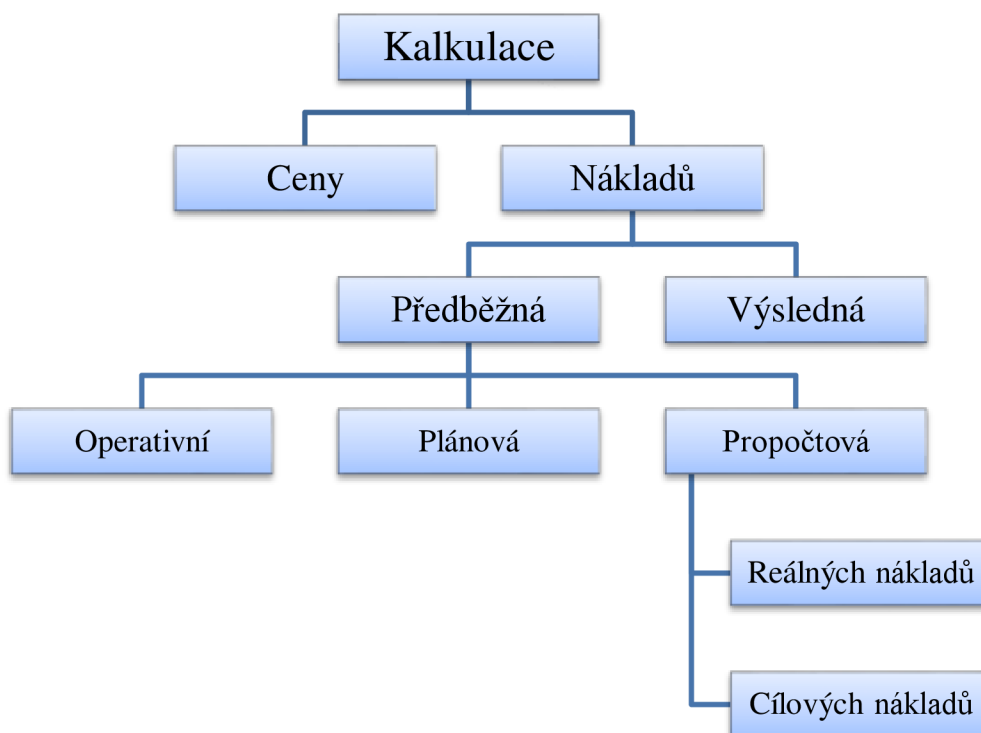 Kalkulace
Ceny
Nákladů
Předběžná
Výsledná
Operativní
Plánová
Propočtová
Reálných nákladů
Cílových nákladů